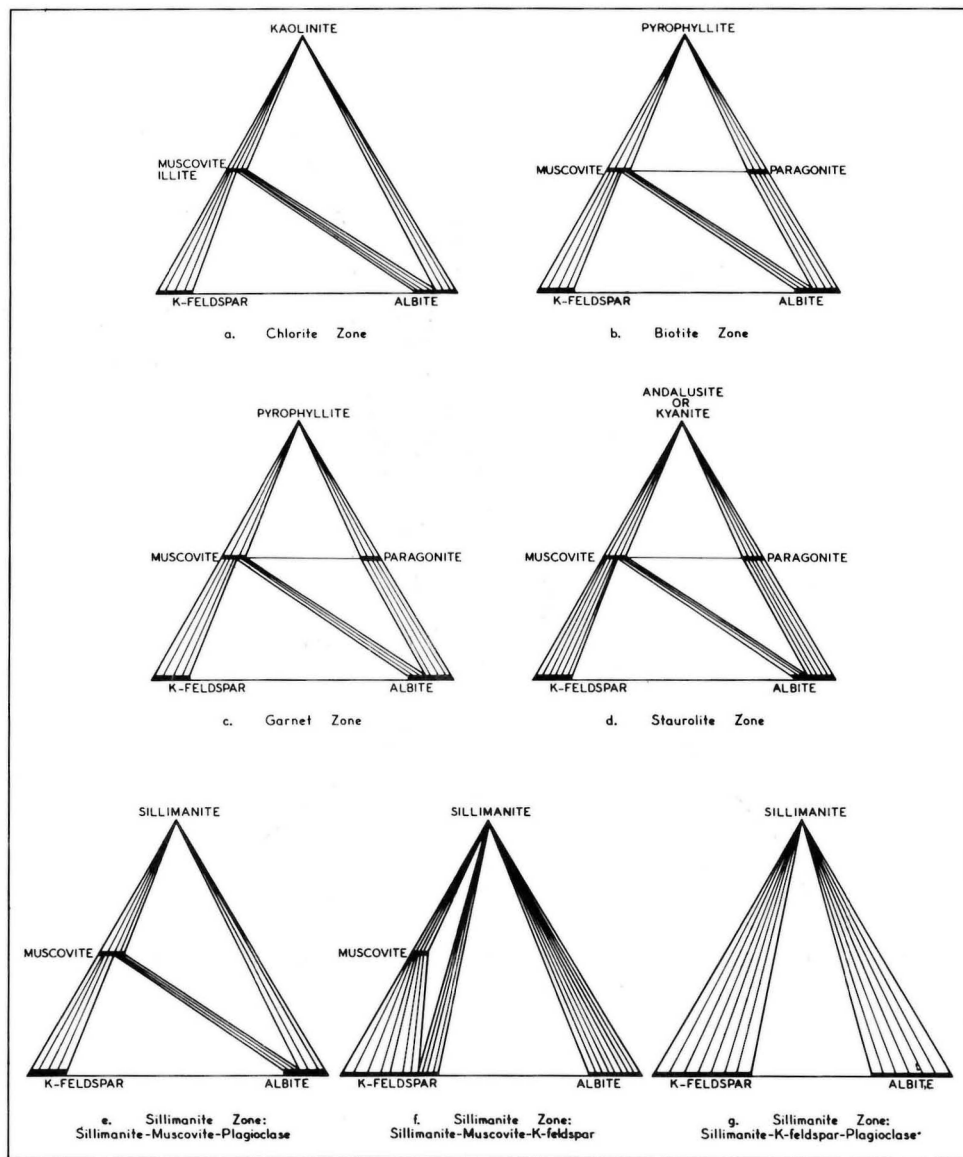 KAOLINITE
MUSCOVITE
ILLITE
K-FELDSPAR
ALBITE
a. Chlorite Zone
PYROPHYLLITE
MUSCOVITE
PARAGONITE
K-FELDSPAR
ALBITE
b. Biotite Zone
PYROPHYLLITE
MUSCOVITE
PARAGONITE
K-FELDSPAR
ALBITE
c. Garnet Zone
ANDALUSITE
OR
KYANITE
MUSCOVITE
PARAGONITE
K-FELDSPAR
ALBITE
d. Staurolite Zone
SILLIMANITE
MUSCOVITE
K-FELDSPAR
ALBITE
e. Sillimanite Zone:
Sillimanite-Muscovite-Plagioclase
SILLIMANITE
MUSCOVITE
K-FELDSPAR
ALBITE
f. Sillimanite Zone:
Sillimanite-Muscovite-K-feldspar
SILLIMANITE
K-FELDSPAR
ALBITE
g. Sillimanite Zone:
Sillimanite-K-feldspar-Plagioclase